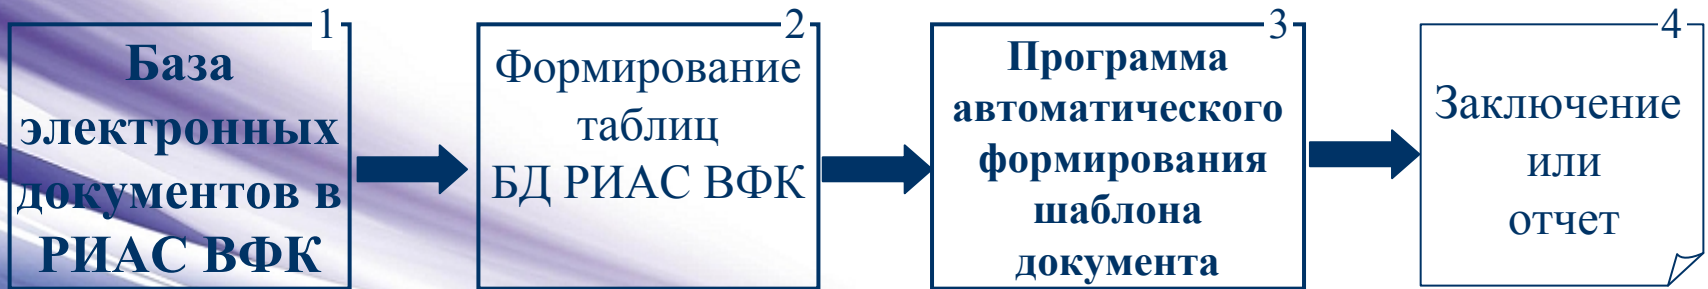 1
База
электронных
документов в
РИАС ВФК
2
Формирование
таблиц
БД РИАС ВФК
3
Программа
автоматического
формирования
шаблона
документа
4
Заключение
или
отчет